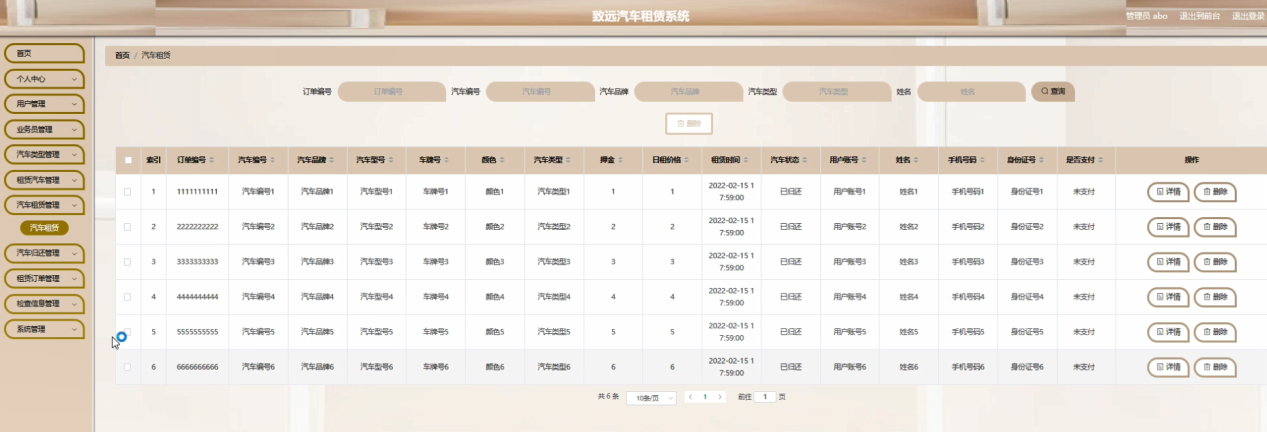 致远汽车租赁系统
管理员 abo 退出到前台 退出登录
首页
个人中心
用户管理
业务员管理
汽车类型管理
租赁汽车管理
汽车租赁管理
汽车租赁
汽车归还管理
租赁订单管理
检查信息管理
系统管理
首页 / 汽车租赁
订单编号 订单编号 汽车编号 汽车编号 汽车品牌 汽车品牌 汽车类型 汽车类型 姓名 姓名 查询
删除
索引 订单编号 汽车编号 汽车品牌 汽车型号 车牌号 颜色 汽车类型 押金 日租价格 租赁时间 汽车状态 用户账号 姓名 手机号码 身份证号 是否支付 操作
1 1111111111 汽车编号1 汽车品牌1 汽车型号1 车牌号1 颜色1 汽车类型1 1 1 2022-02-15 1 已归还 用户账号1 姓名1 手机号码1 身份证号1 未支付 详情 删除
7:59:00
2 2222222222 汽车编号2 汽车品牌2 汽车型号2 车牌号2 颜色2 汽车类型2 2 2 2022-02-15 1 已归还 用户账号2 姓名2 手机号码2 身份证号2 未支付 详情 删除
7:59:00
3 3333333333 汽车编号3 汽车品牌3 汽车型号3 车牌号3 颜色3 汽车类型3 3 3 2022-02-15 1 已归还 用户账号3 姓名3 手机号码3 身份证号3 未支付 详情 删除
7:59:00
4 4444444444 汽车编号4 汽车品牌4 汽车型号4 车牌号4 颜色4 汽车类型4 4 4 2022-02-15 1 已归还 用户账号4 姓名4 手机号码4 身份证号4 未支付 详情 删除
7:59:00
5 5555555555 汽车编号5 汽车品牌5 汽车型号5 车牌号5 颜色5 汽车类型5 5 5 2022-02-15 1 已归还 用户账号5 姓名5 手机号码5 身份证号5 未支付 详情 删除
7:59:00
6 6666666666 汽车编号6 汽车品牌6 汽车型号6 车牌号6 颜色6 汽车类型6 6 6 2022-02-15 1 已归还 用户账号6 姓名6 手机号码6 身份证号6 未支付 详情 删除
7:59:00
共 6 条 10条/页 1 前往 1 页